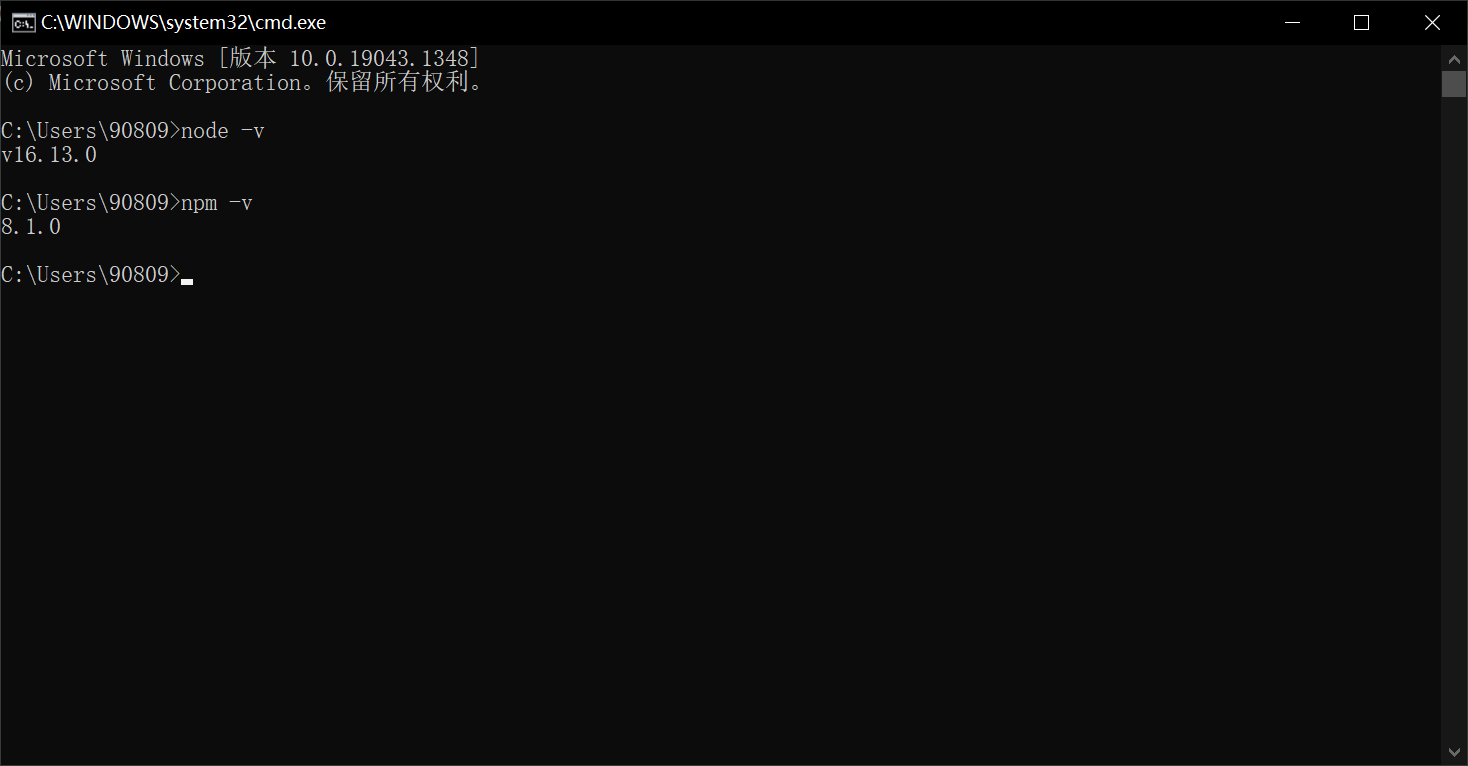 C:\WINDOWS\system32\cmd.exe
Microsoft Windows [版本 10.0.19043.1348]
(c) Microsoft Corporation。保留所有权利。
C:\Users\90809>node -v
v16.13.0
C:\Users\90809>npm -v
8.1.0
C:\Users\90809>